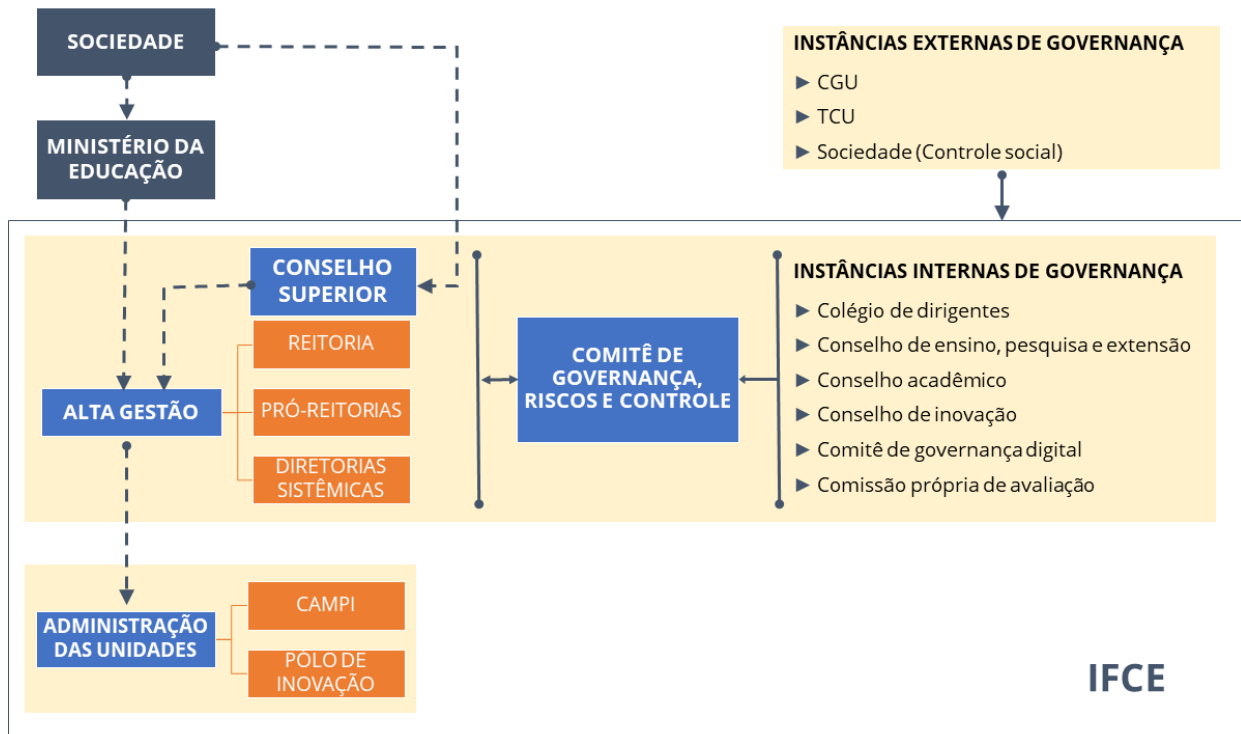 SOCIEDADE
MINISTÉRIO DA
EDUCAÇÃO
INSTÂNCIAS EXTERNAS DE GOVERNANÇA
► CGU
► TCU
► Sociedade (Controle social)
CONSELHO
SUPERIOR
REITORIA
ALTA GESTÃO
PRÓ-REITORIAS
DIRETORIAS
SISTÊMICAS
COMITÊ DE
GOVERNANÇA,
RISCOS E CONTROLE
INSTÂNCIAS INTERNAS DE GOVERNANÇA
► Colégio de dirigentes
► Conselho de ensino, pesquisa e extensão
► Conselho acadêmico
► Conselho de inovação
► Comitê de governança digital
► Comissão própria de avaliação
ADMINISTRAÇÃO
DAS UNIDADES
CAMPI
PÓLO DE
INOVAÇÃO
IFCE